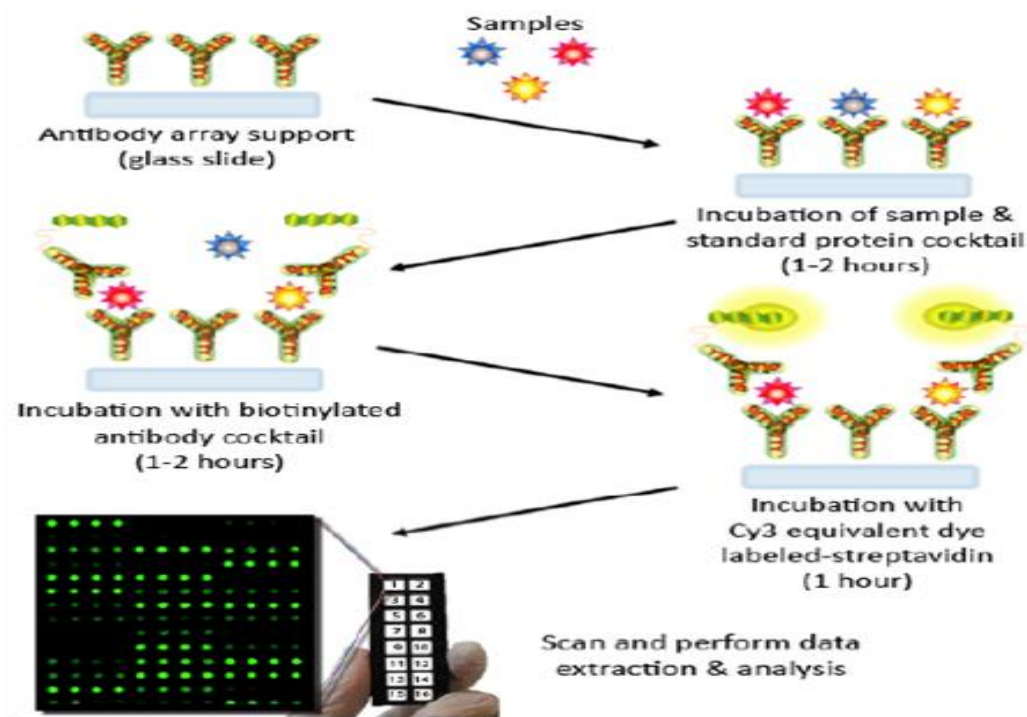 Samples
Antibody array support
(glass slide)
Incubation of sample &
standard protein cocktail
(1-2 hours)
Incubation with biotinylated
antibody cocktail
(1-2 hours)
Incubation with
Cy3 equivalent dye
labeled-streptavidin
(1 hour)
1 2
3 4
5 6
7 8
9 10
11 12
13 14
15 16
Scan and perform data
extraction & analysis